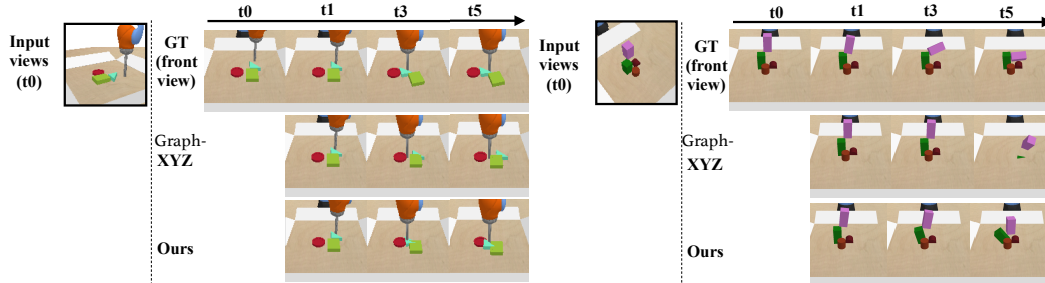 t0 t1 t3 t5
Input
views
(t0)
GT
(front
view)
Graph-
XYZ
Ours
t0 t1 t3 t5
Input
views
(t0)
GT
(front
view)
Graph-
XYZ
Ours